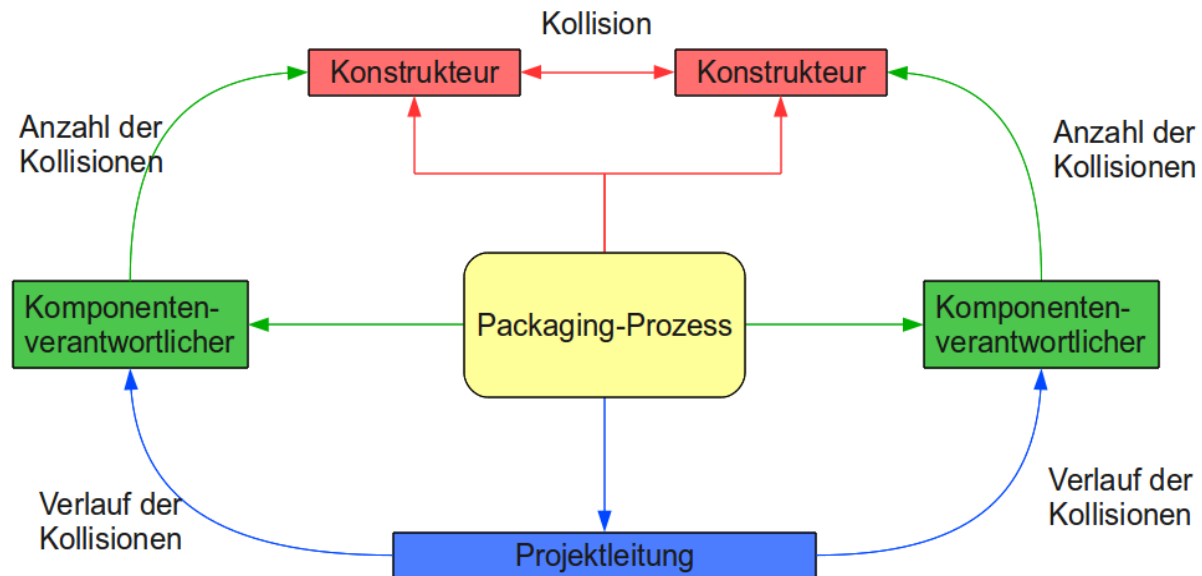 Kollision
Konstrukteur
Konstrukteur
Anzahl der
Kollisionen
Anzahl der
Kollisionen
Komponenten-
verantwortlicher
Packaging-Prozess
Komponenten-
verantwortlicher
Verlauf der
Kollisionen
Verlauf der
Kollisionen
Projektleitung